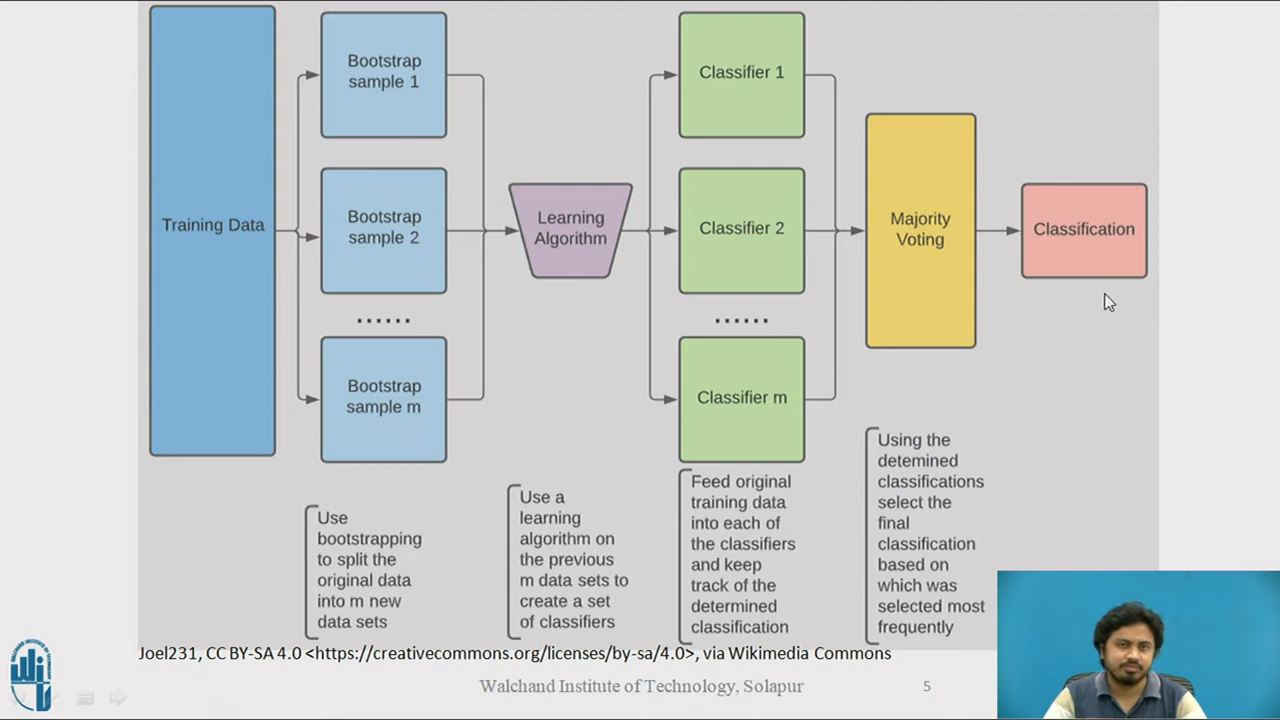 Training Data
Bootstrap
sample 1
Bootstrap
sample 2
......
Bootstrap
sample m
Learning
Algorithm
Classifier 1
Classifier 2
......
Classifier m
Majority
Voting
Classification
Use
bootstrapping
to split the
original data
into m new
data sets
Use a
learning
algorithm on
the previous
m data sets to
create a set
of classifiers
Feed original
training data
into each of
the classifiers
and keep
track of the
determined
classification
Using the
detemined
classifications
select the
final
classification
based on
which was
selected most
frequently
Joel231, CC BY-SA 4.0 <https://creativecommons.org/licenses/by-sa/4.0>, via Wikimedia Commons
Walchand Institute of Technology, Solapur
5